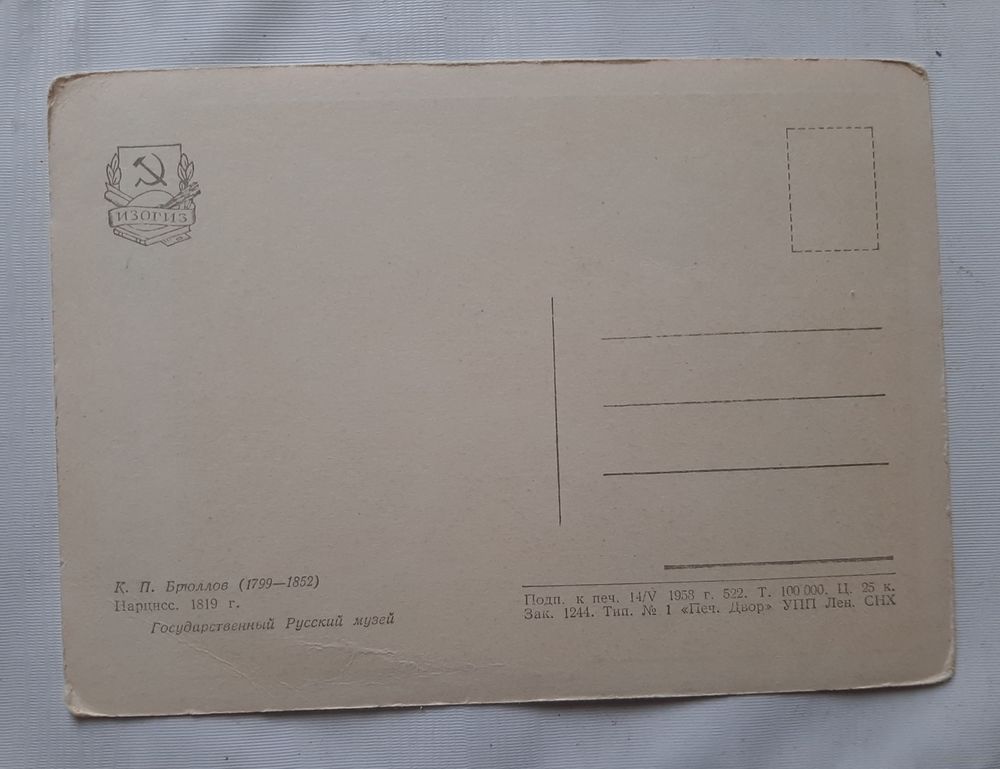 ИЗОГИЗ
К. П. Брюллов (1799—1852)
Нарцисс. 1819 г.
Государственный Русский музей
Подп. к печ. 14/V 1958 г. 522. Т. 100 000. Ц. 25 к.
Зак. 1244. Тип. № 1 «Печ. Двор» УПП Лен. СНХ